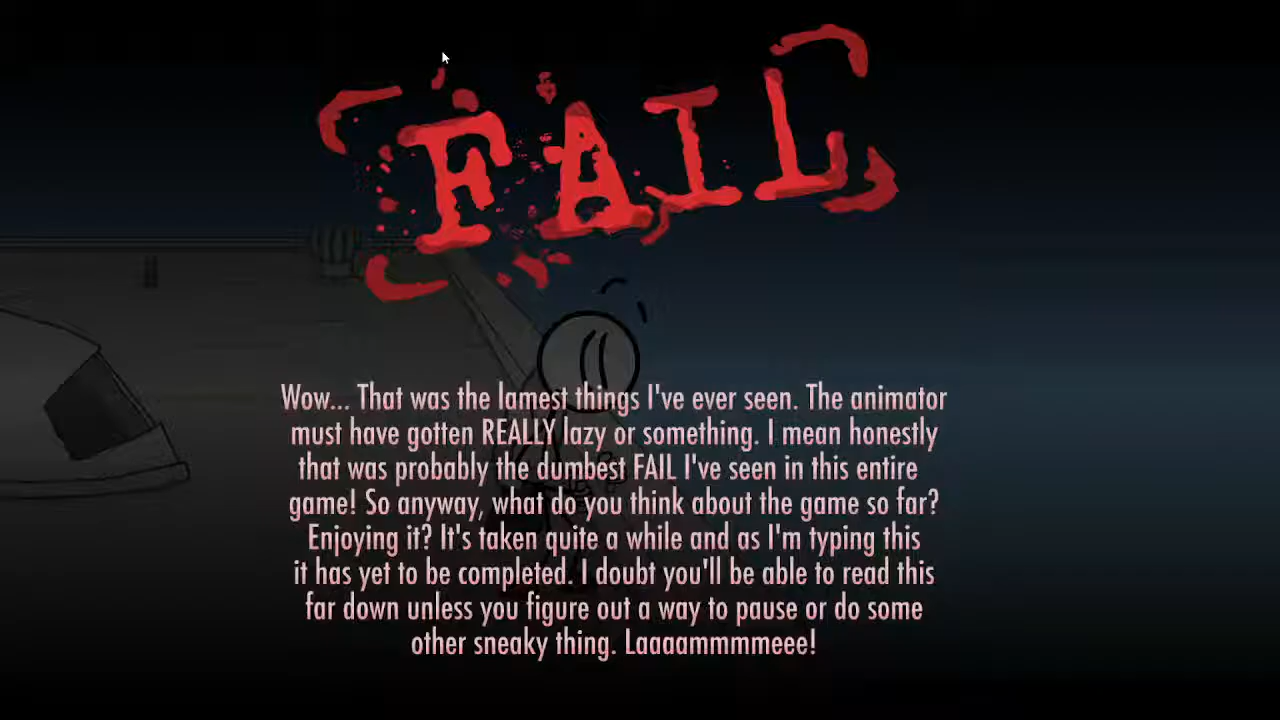 FAIL
Wow... That was the lamest things I've ever seen. The animator
must have gotten REALLY lazy or something. I mean honestly
that was probably the dumbest FAIL I've seen in this entire
game! So anyway, what do you think about the game so far?
Enjoying it? It's taken quite a while and as I'm typing this
it has yet to be completed. I doubt you'll be able to read this
far down unless you figure out a way to pause or do some
other sneaky thing. Laaaammmmeee!